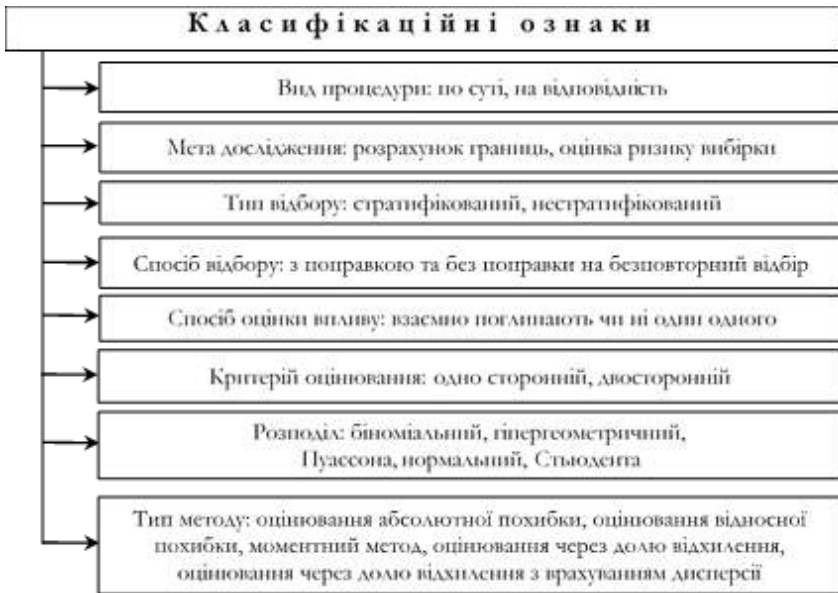 Класифікаційні ознаки
Вид процедури: по суті, на відповідність
Мета дослідження: розрахунок границь, оцінка ризику вибірки
Тип відбору: стратифікований, нестратифікований
Спосіб відбору: з поправкою та без поправки на безповторний відбір
Спосіб оцінки впливу: взаємно поглинають чи ні один одного
Критерій оцінювання: одно сторонній, двосторонній
Розподіл: біноміальний, гіпергеометричний,
Пуассона, нормальний, Стьюдента
Тип методу: оцінювання абсолютної похибки, оцінювання відносної
похибки, моментний метод, оцінювання через долю відхилення,
оцінювання через долю відхилення з врахуванням дисперсії